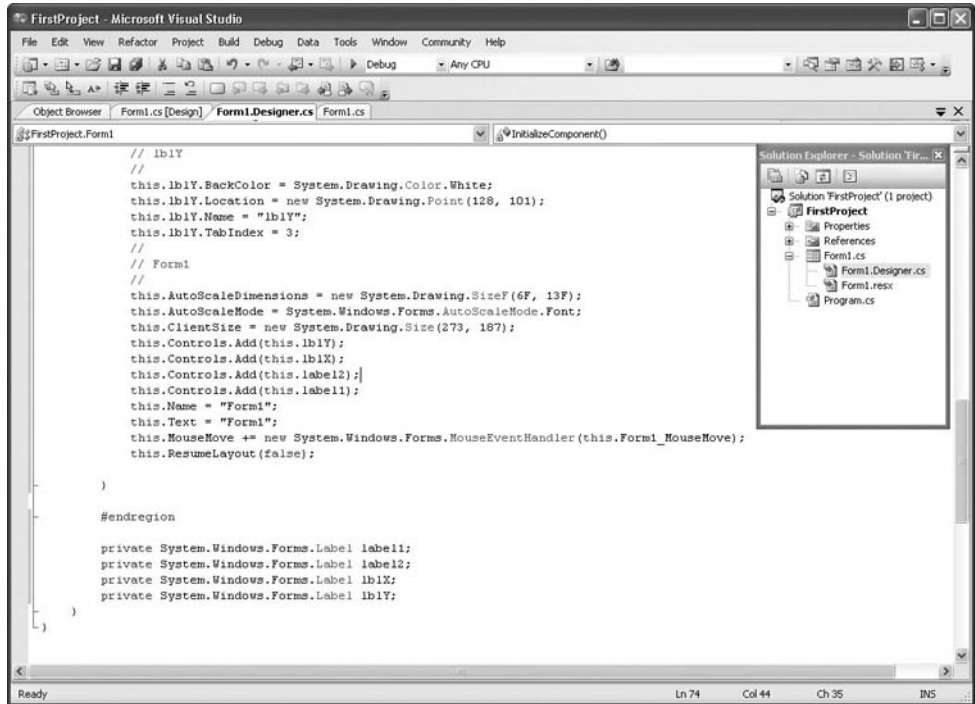 FirstProject - Microsoft Visual Studio
File Edit View Refactor Project Build Debug Data Tools Window Community Help
Debug Any CPU
Object Browser Form1.cs [Design] Form1.Designer.cs Form1.cs
FirstProject.Form1 InitializeComponent()
// lblY
//
this.lblY.BackColor = System.Drawing.Color.White;
this.lblY.Location = new System.Drawing.Point(128, 101);
this.lblY.Name = "lblY";
this.lblY.TabIndex = 3;
//
// Form1
//
this.AutoScaleDimensions = new System.Drawing.SizeF(6F, 13F);
this.AutoScaleMode = System.Windows.Forms.AutoScaleMode.Font;
this.ClientSize = new System.Drawing.Size(273, 187);
this.Controls.Add(this.lblY);
this.Controls.Add(this.lblX);
this.Controls.Add(this.label2);
this.Controls.Add(this.label1);
this.Name = "Form1";
this.Text = "Form1";
this.MouseMove += new System.Windows.Forms.MouseEventHandler(this.Form1_MouseMove);
this.ResumeLayout(false);
}
#endregion
private System.Windows.Forms.Label label1;
private System.Windows.Forms.Label label2;
private System.Windows.Forms.Label lblX;
private System.Windows.Forms.Label lblY;
}
}
Solution Explorer - Solution 'Fir...
Solution 'FirstProject' (1 project)
FirstProject
Properties
References
Form1.cs
Form1.Designer.cs
Form1.resx
Program.cs
Ready Ln 74 Col 44 Ch 35 INS